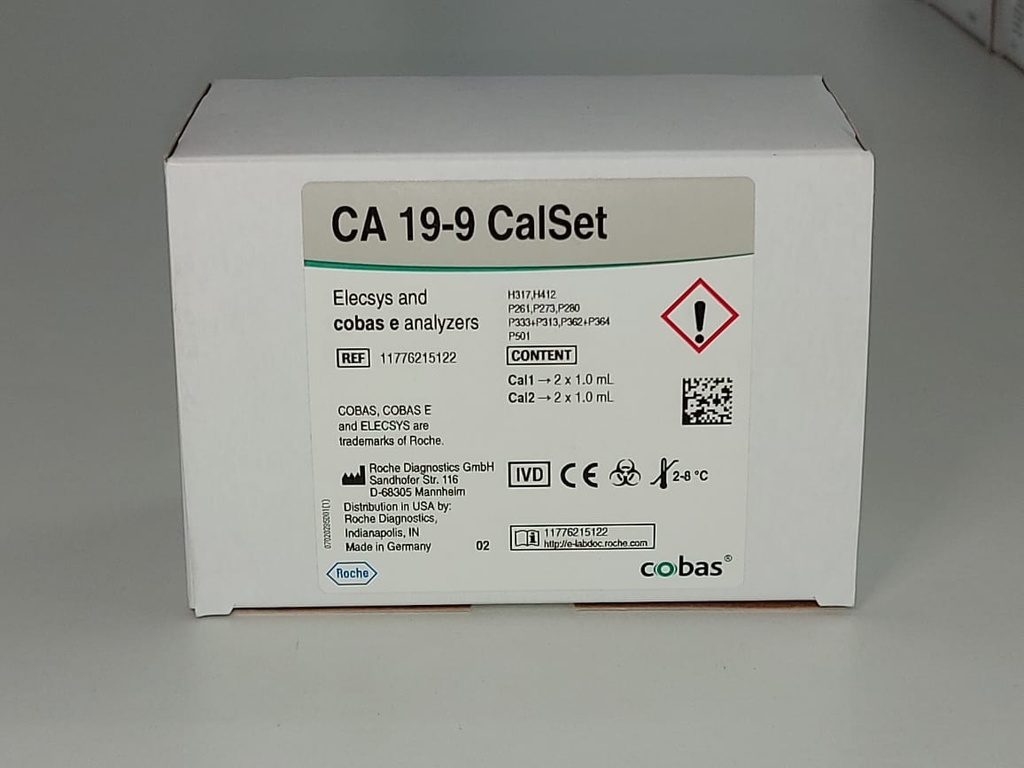 CA 19-9 CalSet
Elecsys and
cobas e analyzers
REF 11776215122
H317,H412
P261,P273,P280
P333+P313,P362+P364
P501
CONTENT
Cal1 → 2 x 1.0 mL
Cal2 → 2 x 1.0 mL
COBAS, COBAS E
and ELECSYS are
trademarks of Roche.
Roche Diagnostics GmbH
Sandhofer Str. 116
D-68305 Mannheim
Distribution in USA by:
Roche Diagnostics,
Indianapolis, IN
Made in Germany
02
IVD CE 2-8 °C
11776215122
http://e-labdoc.roche.com
Roche
cobas®